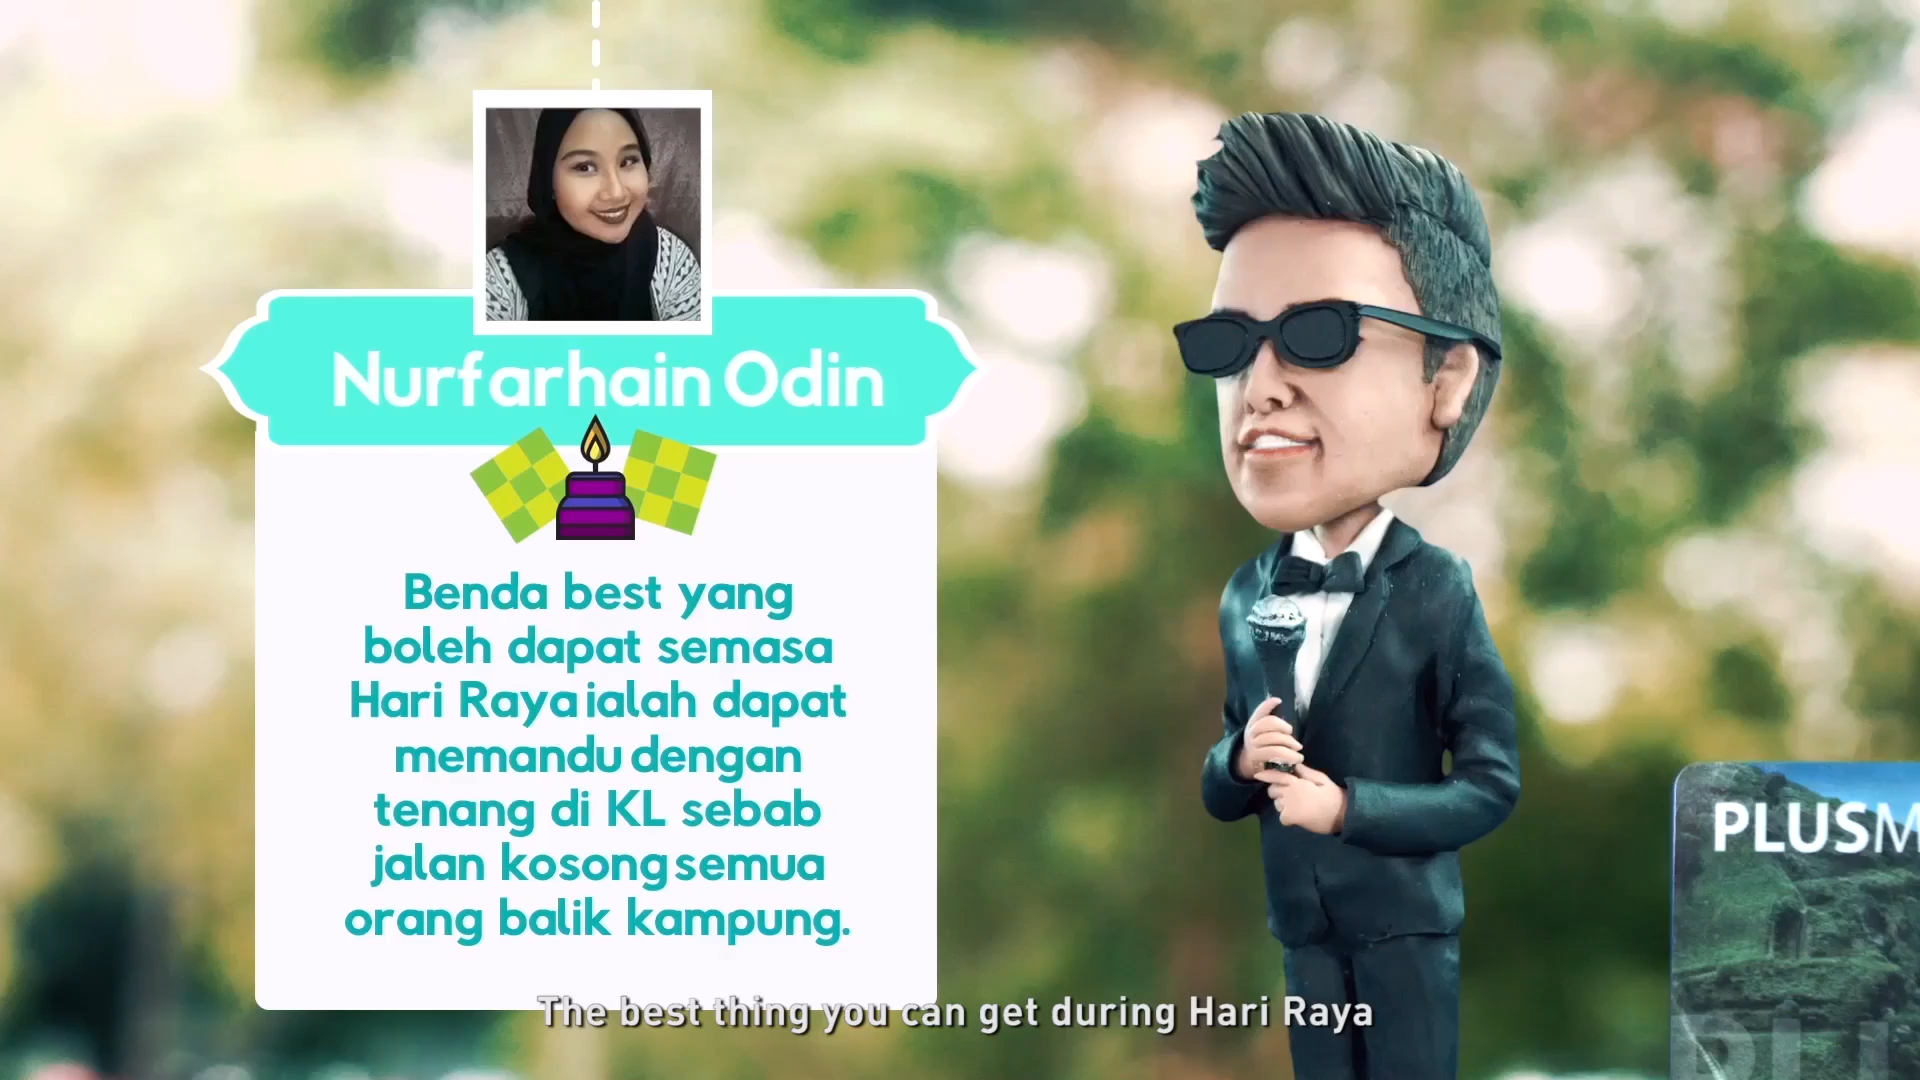 Nurfarhain Odin
Benda best yang
boleh dapat semasa
Hari Raya ialah dapat
memandu dengan
tenang di KL sebab
jalan kosong semua
orang balik kampung.
PLUSM
The best thing you can get during Hari Raya